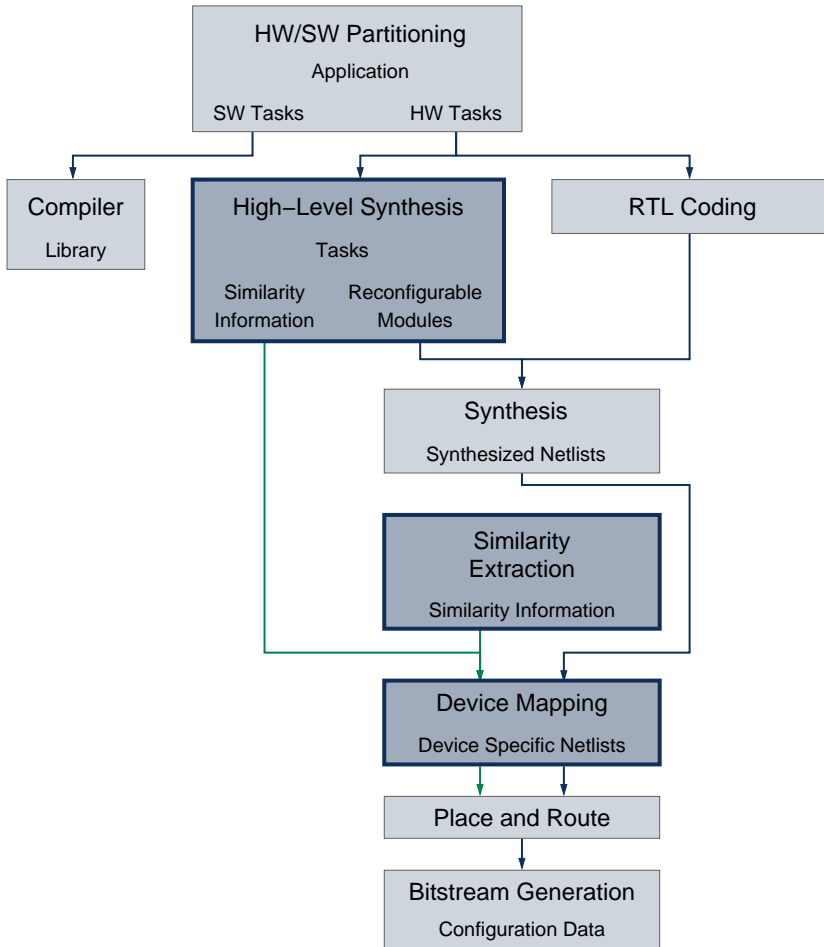 HW/SW Partitioning
Application
SW Tasks
HW Tasks
Compiler
Library
High–Level Synthesis
Tasks
Similarity
Information
Reconfigurable
Modules
RTL Coding
Synthesis
Synthesized Netlists
Similarity
Extraction
Similarity Information
Device Mapping
Device Specific Netlists
Place and Route
Bitstream Generation
Configuration Data